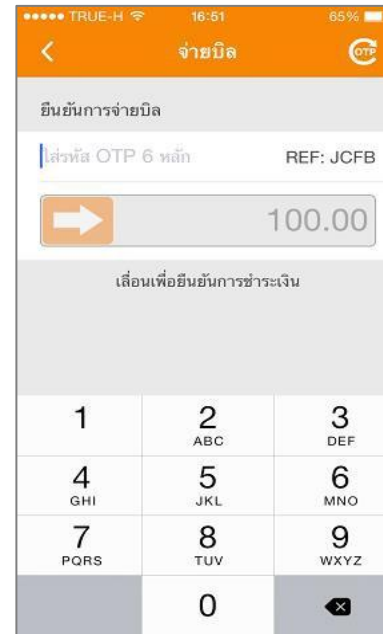 TRUE-H 16:51 65%
จ่ายบิล OTP
ยืนยันการจ่ายบิล
ใส่รหัส OTP 6 หลัก REF: JCFB
100.00
เลื่อนเพื่อยืนยันการชำระเงิน
1 2 3
ABC DEF
4 5 6
GHI JKL MNO
7 8 9
PQRS TUV WXYZ
0